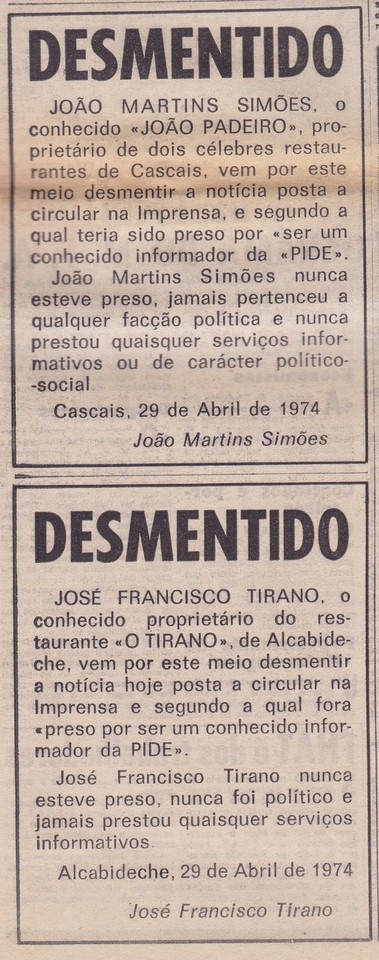 DESMENTIDO
JOÃO MARTINS SIMÕES, o
conhecido «JOÃO PADEIRO», pro-
prietário de dois célebres restau-
rantes de Cascais, vem por este
meio desmentir a notícia posta a
circular na Imprensa, e segundo a
qual teria sido preso por «ser um
conhecido informador da «PIDE».
João Martins Simões nunca
esteve preso, jamais pertenceu a
qualquer facção política e nunca
prestou quaisquer serviços infor-
mativos ou de carácter político-
-social
Cascais, 29 de Abril de 1974
João Martins Simões
DESMENTIDO
JOSÉ FRANCISCO TIRANO, o
conhecido proprietário do res-
taurante «O TIRANO», de Alcabide-
che, vem por este meio desmentir
a notícia hoje posta a circular na
Imprensa e segundo a qual fora
«preso por ser um conhecido infor-
mador da PIDE».
José Francisco Tirano nunca
esteve preso, nunca foi político e
jamais prestou quaisquer serviços
informativos
Alcabideche, 29 de Abril de 1974
José Francisco Tirano